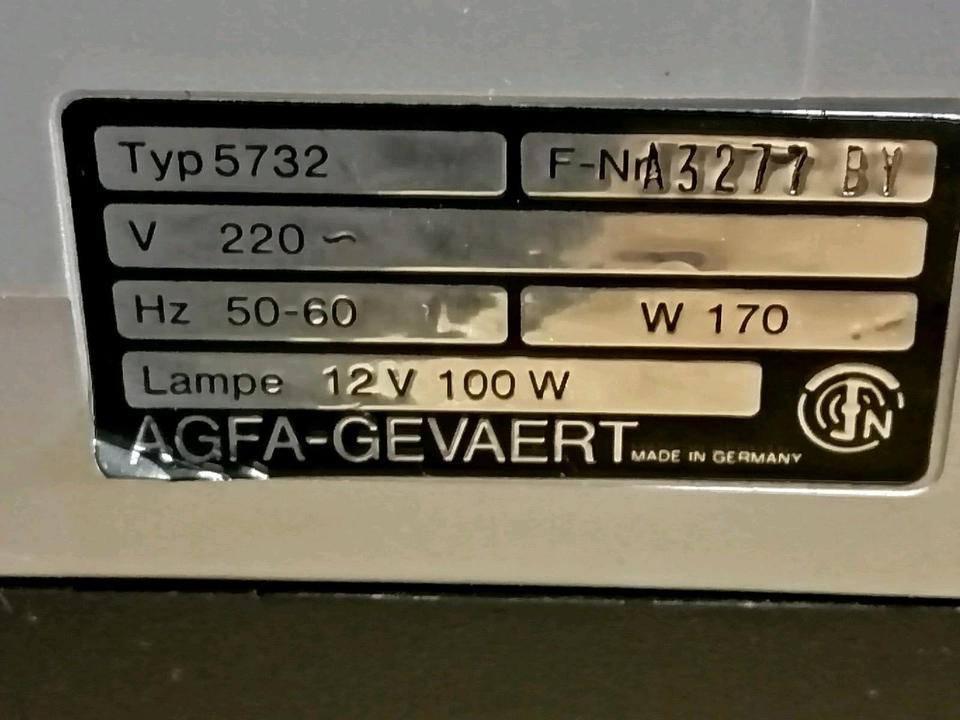 Typ 5732 F-Nr A3277 BY
V 220 ~
Hz 50-60 W 170
Lampe 12 V 100 W
AGFA-GEVAERT MADE IN GERMANY